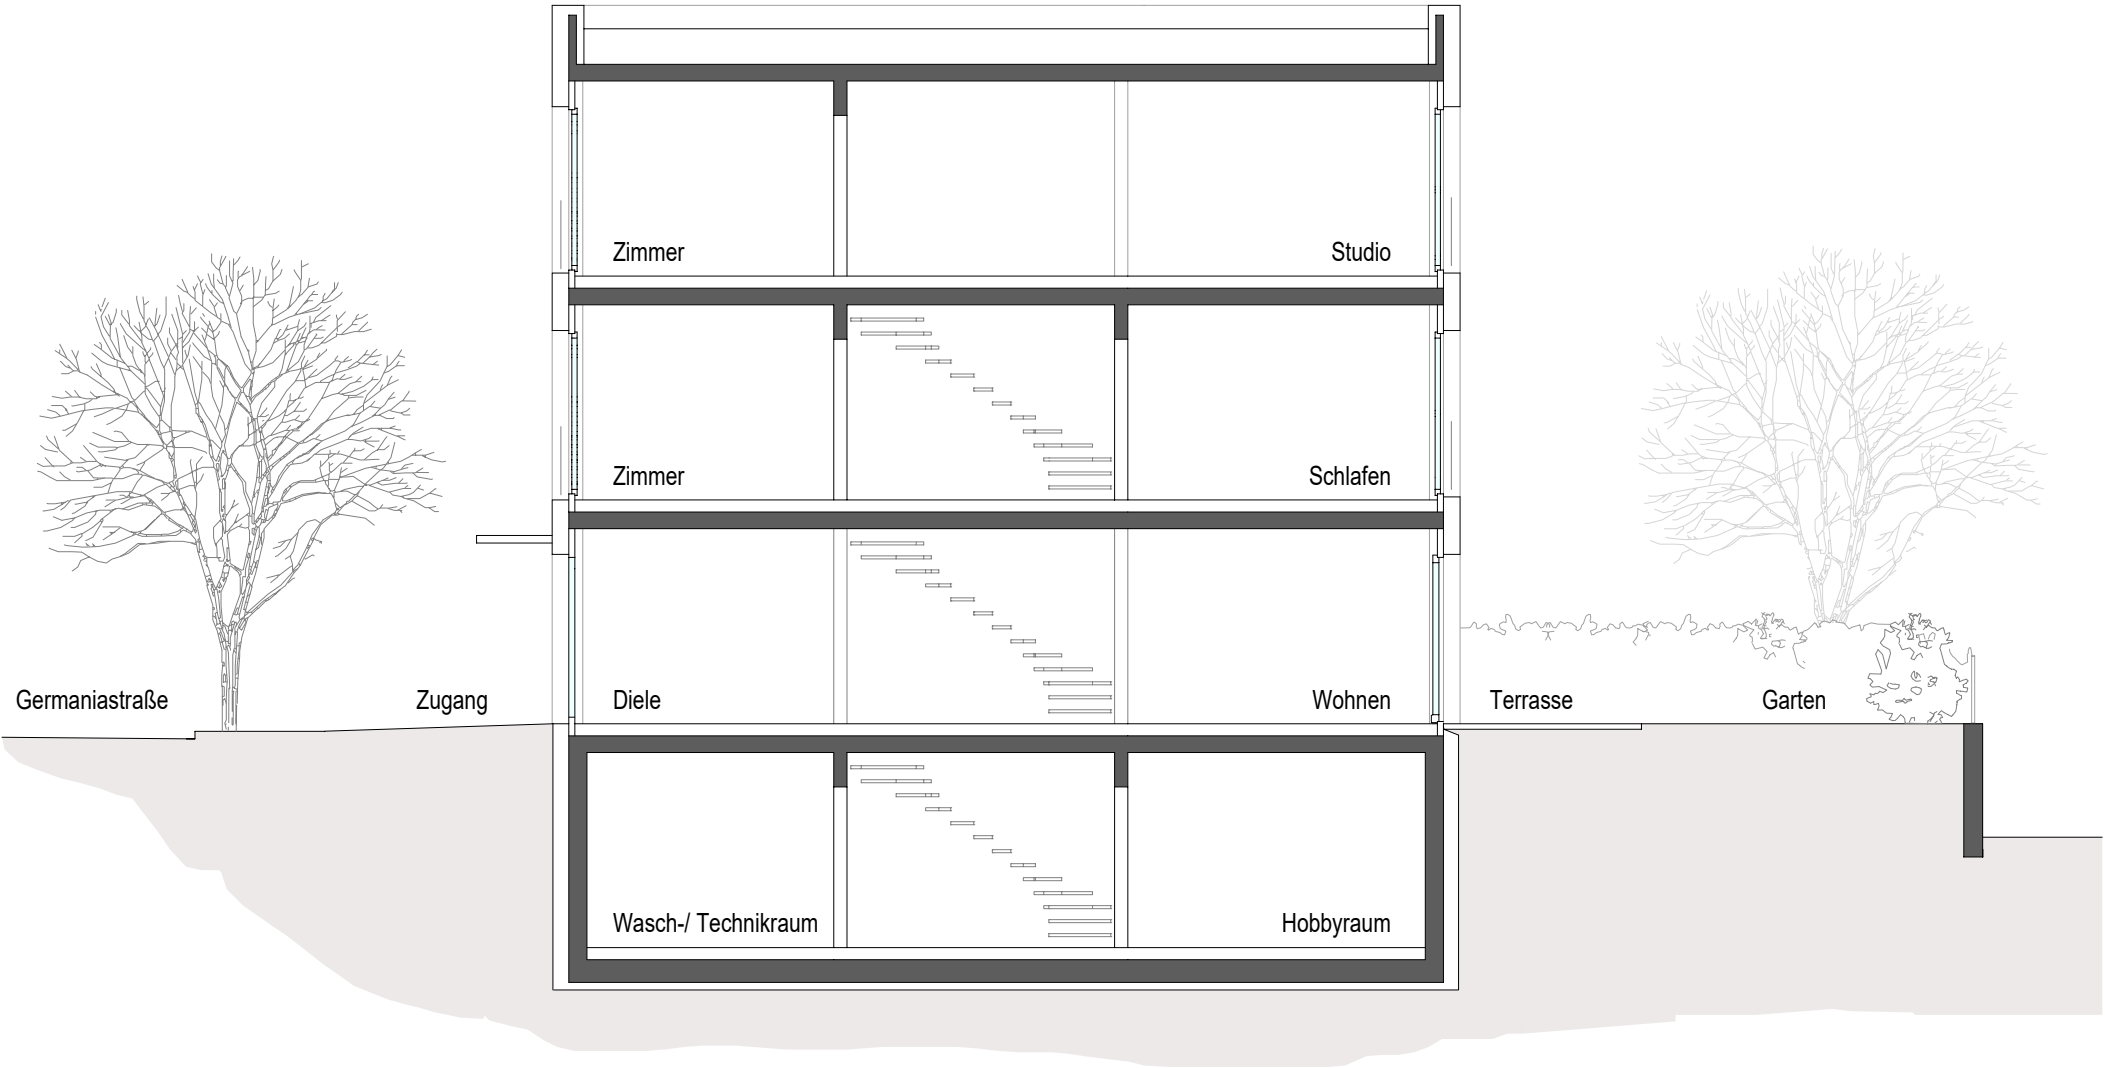 Zimmer
Studio
Zimmer
Schlafen
Germaniastraße
Zugang
Diele
Wohnen
Terrasse
Garten
Wasch-/ Technikraum
Hobbyraum